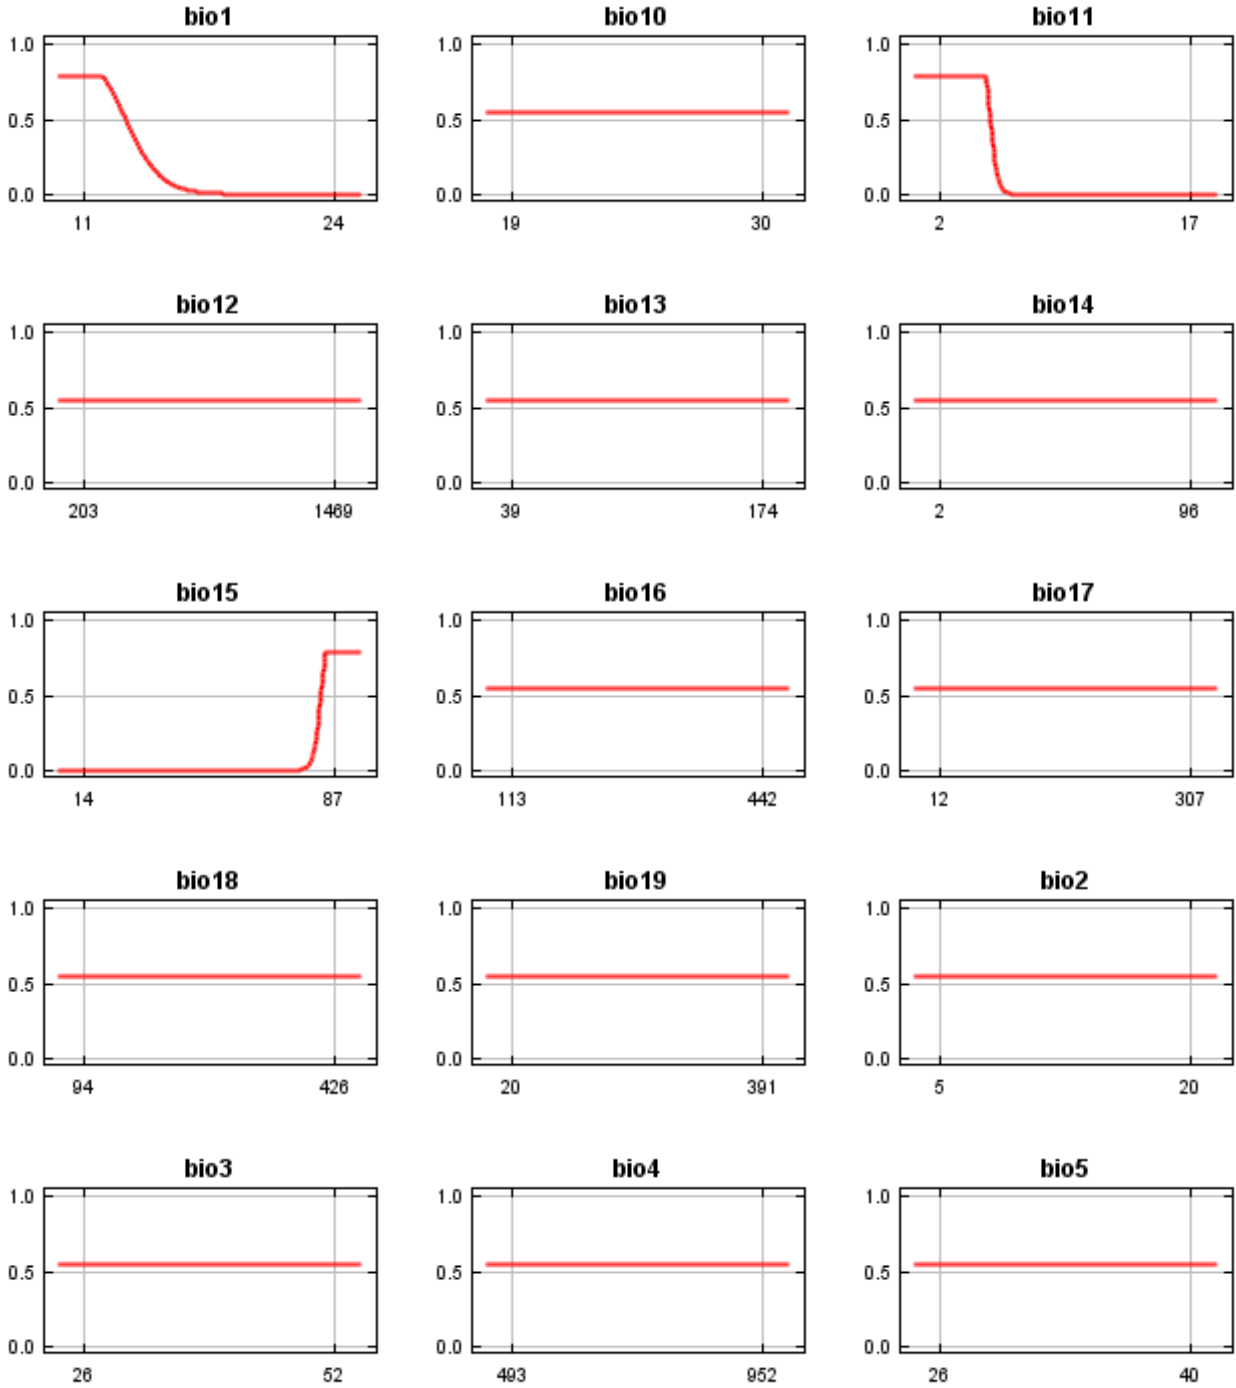 bio1 bio10 bio11
1.0 1.0 1.0
0.5 0.5 0.5
0.0 0.0 0.0
11 24 19 30 2 17
bio12 bio13 bio14
1.0 1.0 1.0
0.5 0.5 0.5
0.0 0.0 0.0
203 1469 39 174 2 96
bio15 bio16 bio17
1.0 1.0 1.0
0.5 0.5 0.5
0.0 0.0 0.0
14 87 113 442 12 307
bio18 bio19 bio2
1.0 1.0 1.0
0.5 0.5 0.5
0.0 0.0 0.0
94 426 20 391 5 20
bio3 bio4 bio5
1.0 1.0 1.0
0.5 0.5 0.5
0.0 0.0 0.0
26 52 493 952 26 40